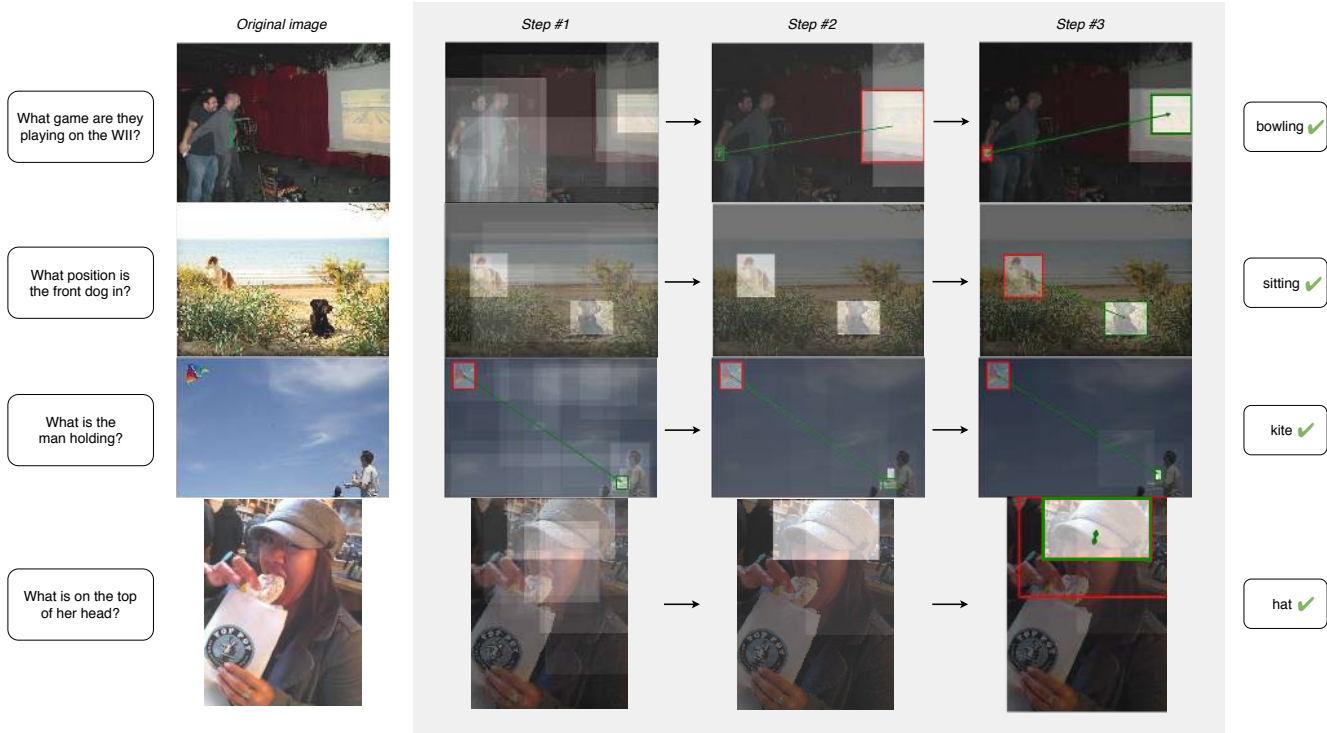 Original image
Step #1
Step #2
Step #3
What game are they
playing on the WII?
bowling
What position is
the front dog in?
sitting
What is the
man holding?
kite
What is on the top
of her head?
hat
TOP POT